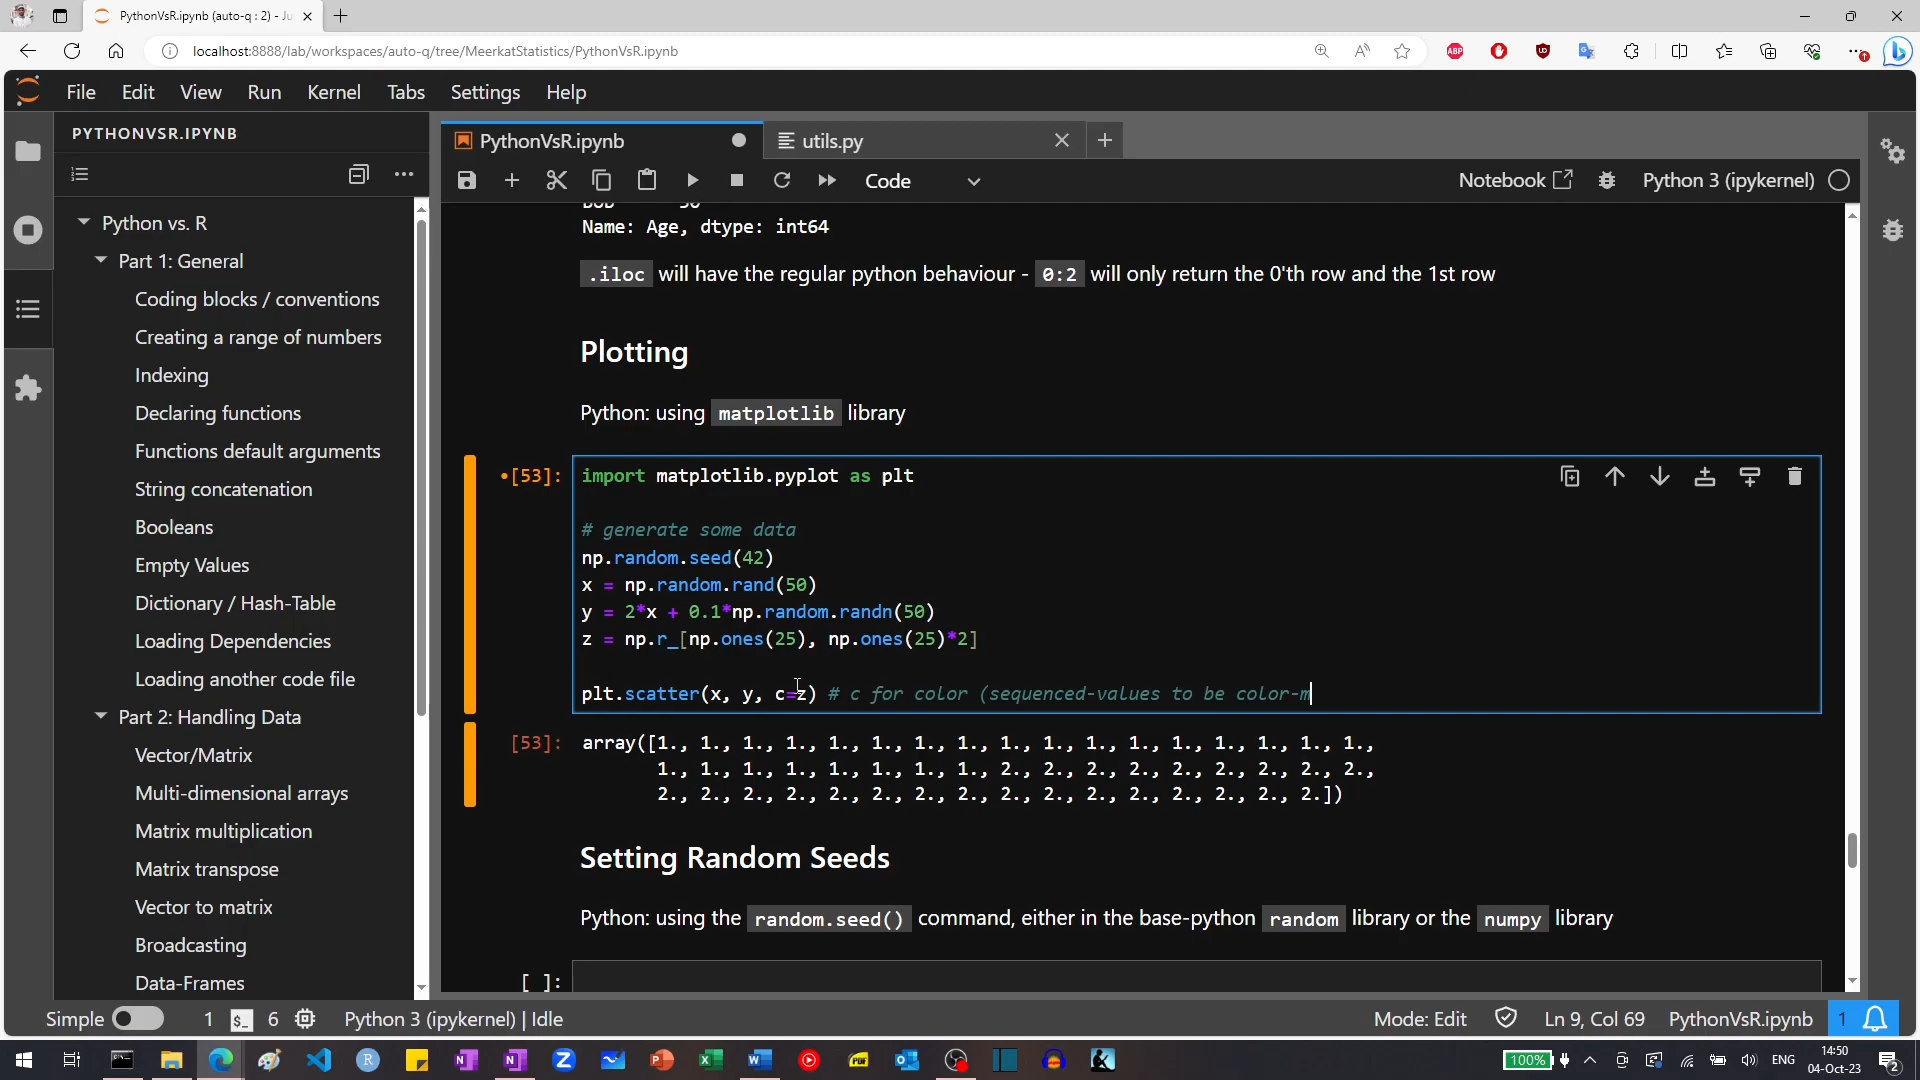 PythonVsR.ipynb (auto-q : 2) - Ju
localhost:8888/lab/workspaces/auto-q/tree/MeerkatStatistics/PythonVsR.ipynb
File Edit View Run Kernel Tabs Settings Help
PYTHONVSR.IPYNB
Python vs. R
Part 1: General
Coding blocks / conventions
Creating a range of numbers
Indexing
Declaring functions
Functions default arguments
String concatenation
Booleans
Empty Values
Dictionary / Hash-Table
Loading Dependencies
Loading another code file
Part 2: Handling Data
Vector/Matrix
Multi-dimensional arrays
Matrix multiplication
Matrix transpose
Vector to matrix
Broadcasting
Data-Frames
PythonVsR.ipynb
utils.py
Code
Notebook
Python 3 (ipykernel)
Name: Age, dtype: int64
.iloc will have the regular python behaviour - 0:2 will only return the 0'th row and the 1st row
Plotting
Python: using matplotlib library
•[53]:
import matplotlib.pyplot as plt
# generate some data
np.random.seed(42)
x = np.random.rand(50)
y = 2*x + 0.1*np.random.randn(50)
z = np.r_[np.ones(25), np.ones(25)*2]
plt.scatter(x, y, c=z) # c for color (sequenced-values to be color-m
[53]:
array([1., 1., 1., 1., 1., 1., 1., 1., 1., 1., 1., 1., 1., 1., 1., 1., 1.,
1., 1., 1., 1., 1., 1., 1., 1., 2., 2., 2., 2., 2., 2., 2., 2., 2.,
2., 2., 2., 2., 2., 2., 2., 2., 2., 2., 2., 2., 2., 2., 2., 2.])
Setting Random Seeds
Python: using the random.seed() command, either in the base-python random library or the numpy library
[ ]:
Simple
1
6
Python 3 (ipykernel) | Idle
Mode: Edit
Ln 9, Col 69
PythonVsR.ipynb
1
100%
ENG
14:50
04-Oct-23
2